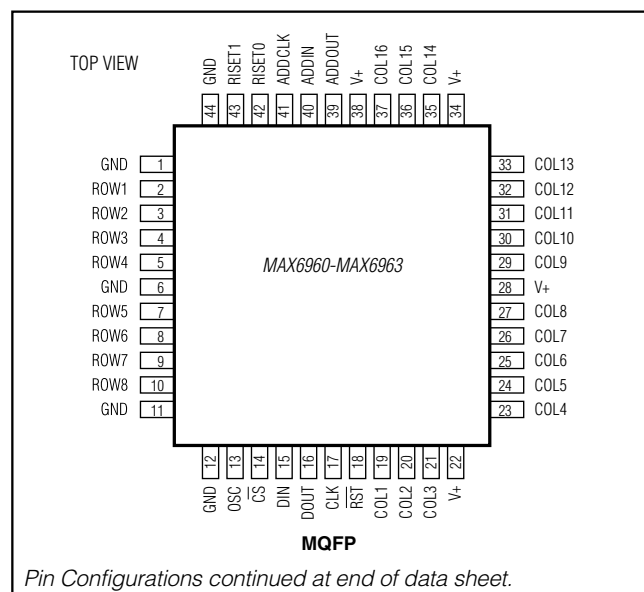 TOP VIEW
GND
RISET1
RISET0
ADDCLK
ADDIN
ADDOUT
V+
COL16
COL15
COL14
V+
44
43
42
41
40
39
38
37
36
35
34
GND 1
ROW1 2
ROW2 3
ROW3 4
ROW4 5
GND 6
ROW5 7
ROW6 8
ROW7 9
ROW8 10
GND 11
MAX6960-MAX6963
33 COL13
32 COL12
31 COL11
30 COL10
29 COL9
28 V+
27 COL8
26 COL7
25 COL6
24 COL5
23 COL4
12
13
14
15
16
17
18
19
20
21
22
GND
OSC
CS
DIN
DOUT
CLK
RST
COL1
COL2
COL3
V+
MQFP
Pin Configurations continued at end of data sheet.